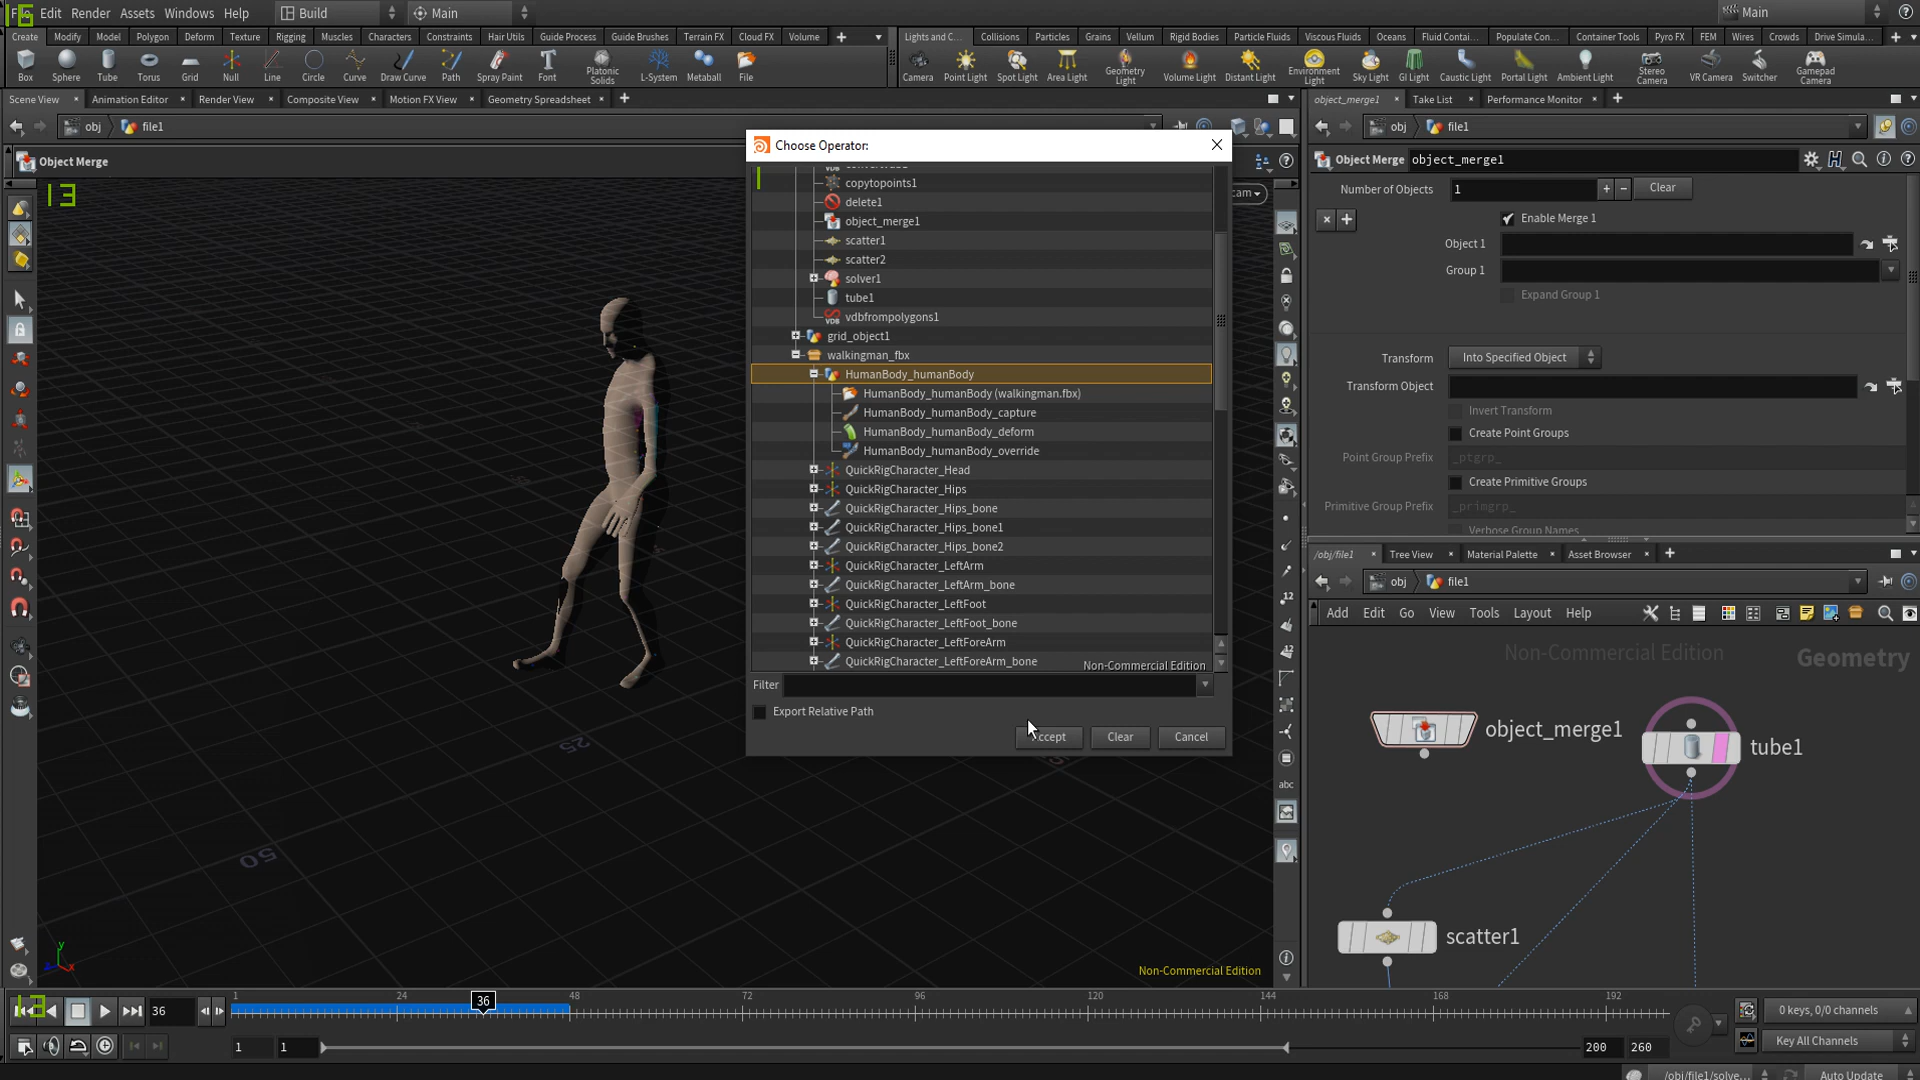 File Edit Render Assets Windows Help Build Main Main
16
Create Modify Model Polygon Deform Texture Rigging Muscles Characters Constraints Hair Utils Guide Process Guide Brushes Terrain FX Cloud FX Volume
Lights and C... Collisions Particles Grains Vellum Rigid Bodies Particle Fluids Viscous Fluids Oceans Fluid Contai... Populate Con... Container Tools Pyro FX FEM Wires Crowds Drive Simula...
Box Sphere Tube Torus Grid Null Line Circle Curve Draw Curve Path Spray Paint Font Platonic Solids L-System Metaball File
Camera Point Light Spot Light Area Light Geometry Light Volume Light Distant Light Environment Light Sky Light GI Light Caustic Light Portal Light Ambient Light Stereo Camera VR Camera Switcher Gamepad Camera
Scene View Animation Editor Render View Composite View Motion FX View Geometry Spreadsheet
object_merge1 Take List Performance Monitor
obj file1
obj file1
Object Merge
13
cam
Choose Operator:
copytopoints1
delete1
object_merge1
scatter1
scatter2
solver1
tube1
vdbfrompolygons1
grid_object1
walkingman_fbx
HumanBody_humanBody
HumanBody_humanBody (walkingman.fbx)
HumanBody_humanBody_capture
HumanBody_humanBody_deform
HumanBody_humanBody_override
QuickRigCharacter_Head
QuickRigCharacter_Hips
QuickRigCharacter_Hips_bone
QuickRigCharacter_Hips_bone1
QuickRigCharacter_Hips_bone2
QuickRigCharacter_LeftArm
QuickRigCharacter_LeftArm_bone
QuickRigCharacter_LeftFoot
QuickRigCharacter_LeftFoot_bone
QuickRigCharacter_LeftForeArm
QuickRigCharacter_LeftForeArm_bone
Non-Commercial Edition
Filter
Export Relative Path
Accept Clear Cancel
Object Merge object_merge1
Number of Objects 1 Clear
Enable Merge 1
Object 1
Group 1
Expand Group 1
Transform Into Specified Object
Transform Object
Invert Transform
Create Point Groups
Point Group Prefix _ptgrp_
Create Primitive Groups
Primitive Group Prefix _primgrp_
Verbose Group Names
/obj/file1 Tree View Material Palette Asset Browser
obj file1
Add Edit Go View Tools Layout Help
Non-Commercial Edition Geometry
object_merge1
tube1
scatter1
25
50
12
abc
Non-Commercial Edition
y
z x
13
36
1 24 36 48 72 96 120 144 168 192
0 keys, 0/0 channels
1 1 200 260
Key All Channels
/obj/file1/solve... Auto Update